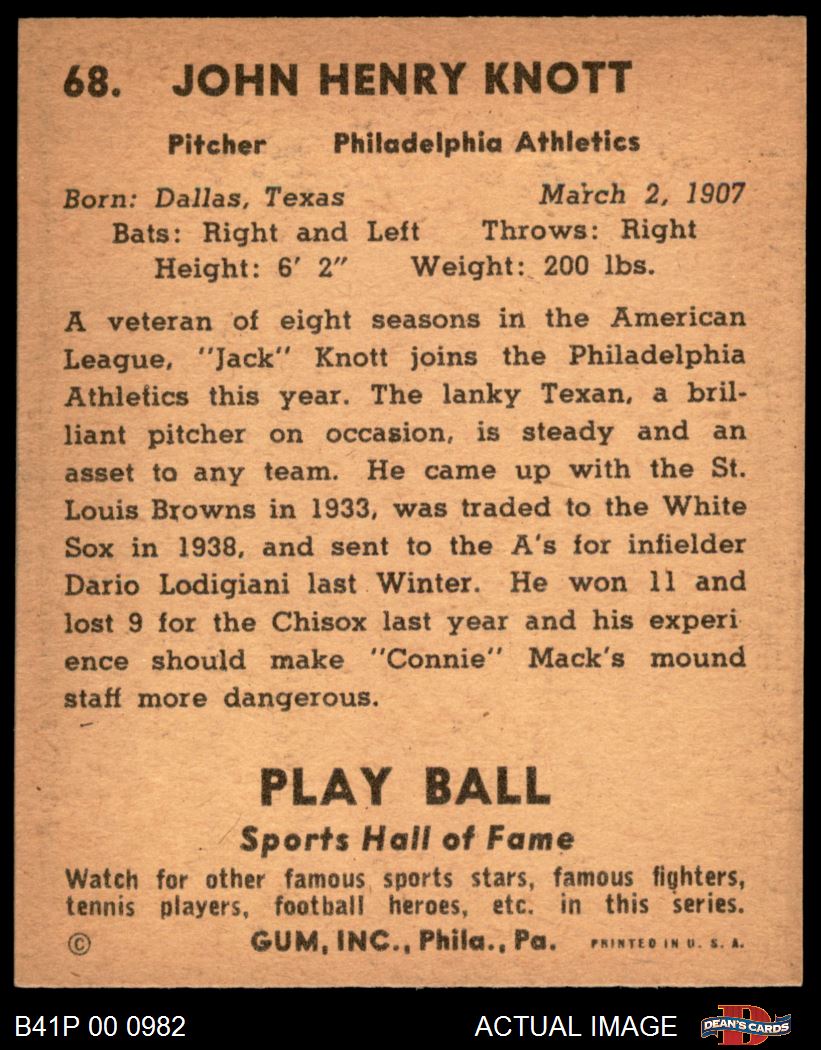 68. JOHN HENRY KNOTT
Pitcher Philadelphia Athletics
Born: Dallas, Texas March 2, 1907
Bats: Right and Left Throws: Right
Height: 6' 2" Weight: 200 lbs.
A veteran of eight seasons in the American
League, "Jack" Knott joins the Philadelphia
Athletics this year. The lanky Texan, a bril-
liant pitcher on occasion, is steady and an
asset to any team. He came up with the St.
Louis Browns in 1933, was traded to the White
Sox in 1938, and sent to the A's for infielder
Dario Lodigiani last Winter. He won 11 and
lost 9 for the Chisox last year and his experi
ence should make "Connie" Mack's mound
staff more dangerous.
PLAY BALL
Sports Hall of Fame
Watch for other famous sports stars, famous fighters,
tennis players, football heroes, etc. in this series.
© GUM, INC., Phila., Pa. PRINTED IN U. S. A.
B41P 00 0982 ACTUAL IMAGE D DEAN'S CARDS